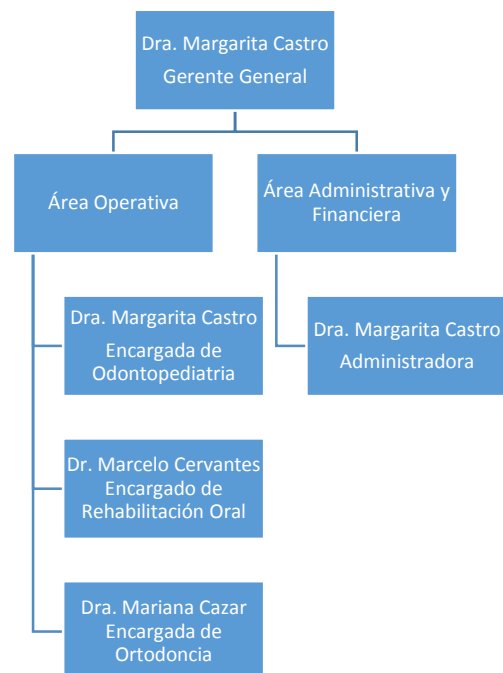 Dra. Margarita Castro
Gerente General
Área Operativa
Área Administrativa y
Financiera
Dra. Margarita Castro
Encargada de
Odontopediatria
Dra. Margarita Castro
Administradora
Dr. Marcelo Cervantes
Encargado de
Rehabilitación Oral
Dra. Mariana Cazar
Encargada de
Ortodoncia